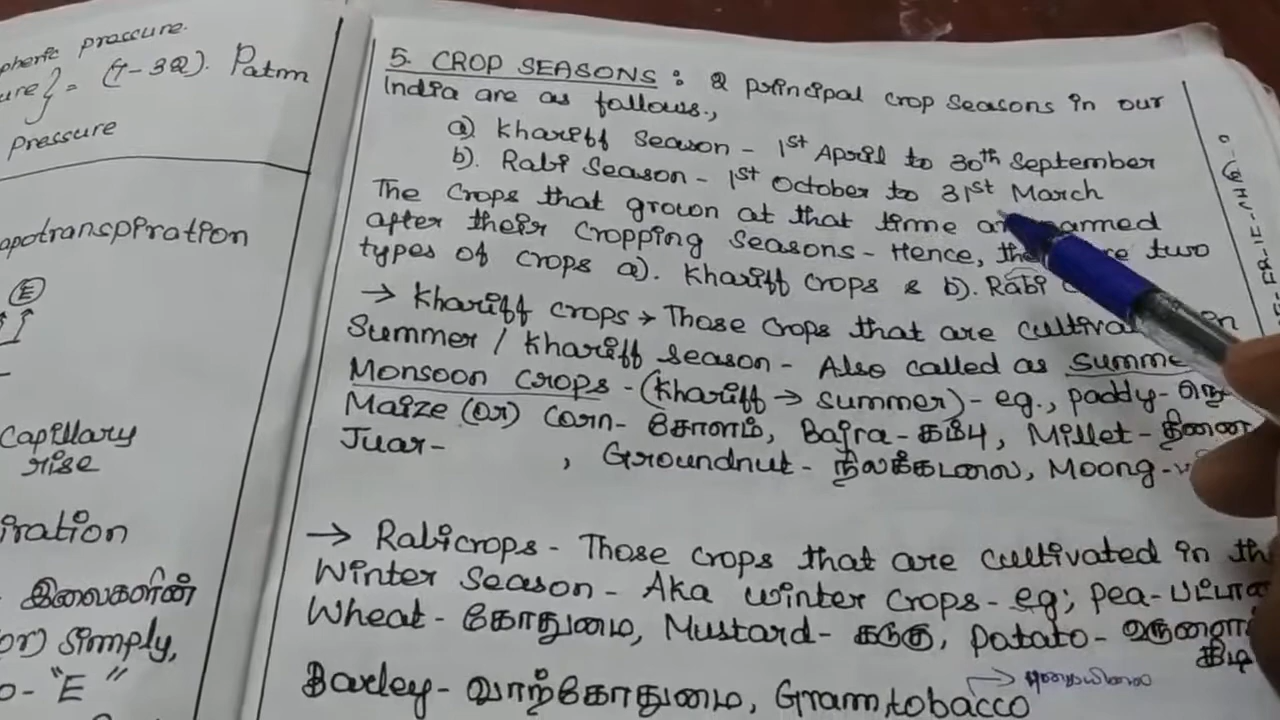 pheric pressure.
ure} = (7-32). Patm
Pressure
apotranspiration
E
Capillary
rise
iration
இலைகளின்
or) simply,
0- "E"
5. CROP SEASONS: 2 principal crop seasons in our
India are as follows.,
a) Khariff Season - 1st April to 30th September
b). Rabi Season - 1st October to 31st March
The Crops that grown at that time named
after their Cropping Seasons - Hence, two
types of crops a). Khariff crops & b). Rabi
→ Khariff crops → Those Crops that are cultiva in
Summer / Khariff season - Also called as Summe
Monsoon Crops - (Khariff → Summer) - eg., paddy -
Maize (or) Corn - சோளம், Bajra - கம்பு, Millet - தினை
Juar- , Groundnut - நிலக்கடலை, Moong -
→ Rabi crops - Those crops that are cultivated in th
Winter Season - Aka winter crops - eg; pea - பட்டா
Wheat - கோதுமை, Mustard - கடுகு, Potato - உருளை
கிழ
Barley - வாற்கோதுமை, Gram, tobacco
→ புகையிலை